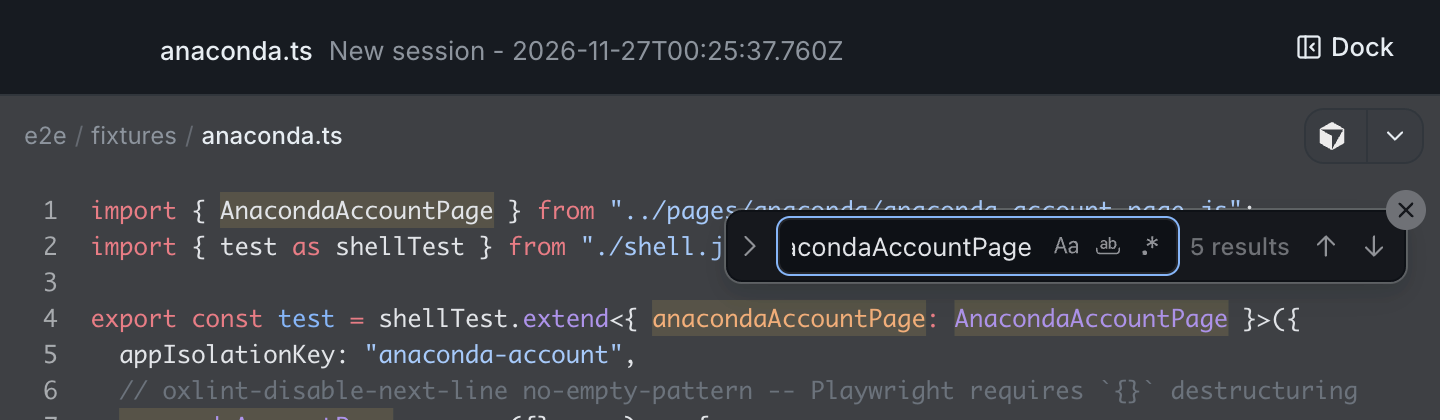 anaconda.ts New session - 2026-11-27T00:25:37.760Z
Dock
e2e / fixtures / anaconda.ts
1 import { AnacondaAccountPage } from "../pages/anaconda/anaconda-account-page.js";
2 import { test as shellTest } from "./shell.j
acondaAccountPage Aa ab .* 5 results
3
4 export const test = shellTest.extend<{ anacondaAccountPage: AnacondaAccountPage }>({
5 appIsolationKey: "anaconda-account",
6 // oxlint-disable-next-line no-empty-pattern -- Playwright requires `{}` destructuring